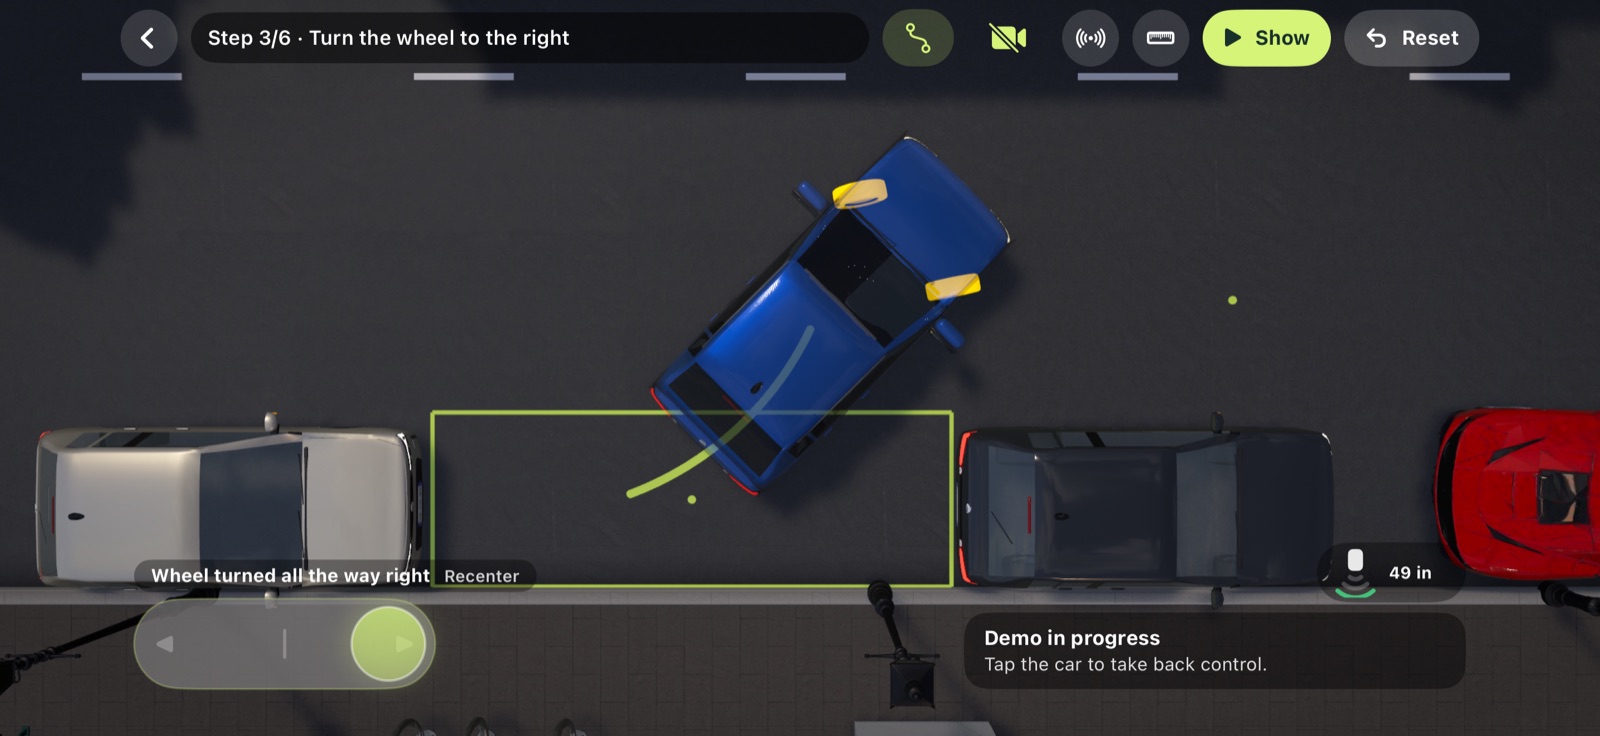 Step 3/6 · Turn the wheel to the right
Show
Reset
Wheel turned all the way right Recenter
49 in
Demo in progress
Tap the car to take back control.